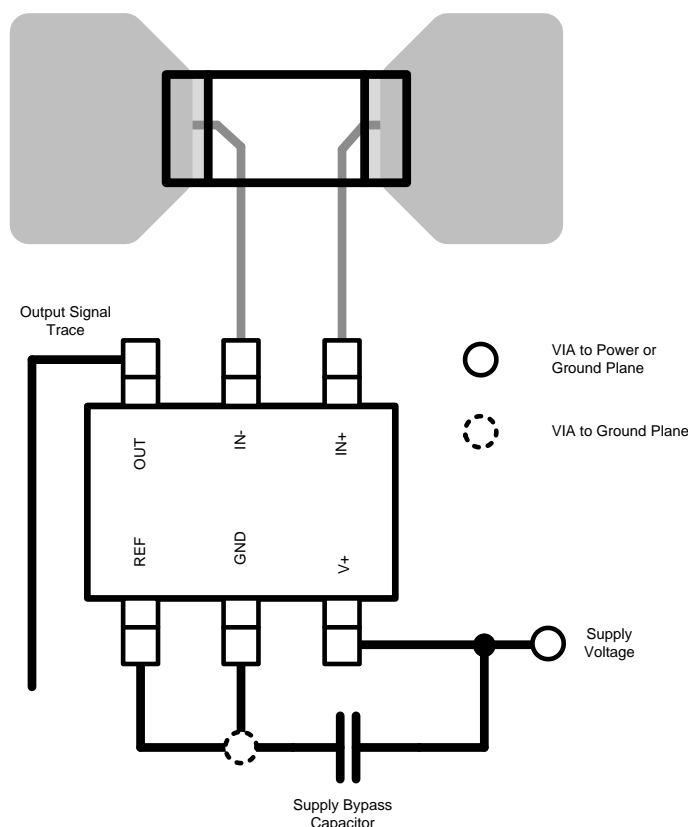 Output Signal
Trace
VIA to Power or
Ground Plane
VIA to Ground Plane
OUT
IN-
IN+
REF
GND
V+
Supply
Voltage
Supply Bypass
Capacitor